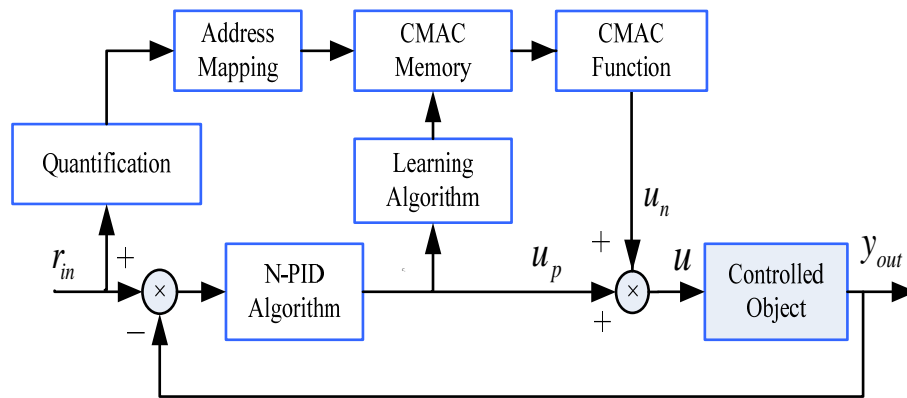 Address
Mapping
CMAC
Memory
CMAC
Function
Quantification
Learning
Algorithm
u_n
r_in
+
×
−
N-PID
Algorithm
u_p
+
×
+
u
Controlled
Object
y_out